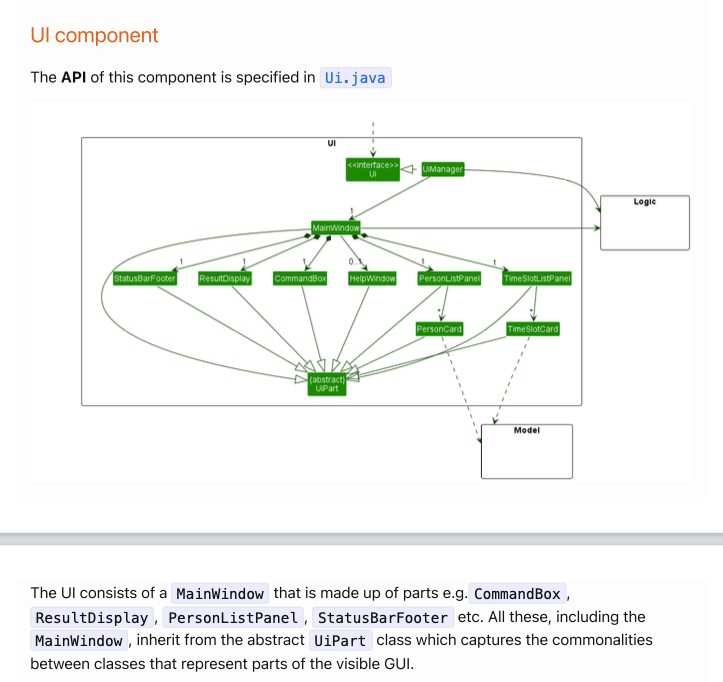 UI component
The API of this component is specified in Ui.java
UI
<<interface>>
Ui
UiManager
Logic
1
MainWindow
1
1
1
0..1
1
1
StatusBarFooter
ResultDisplay
CommandBox
HelpWindow
PersonListPanel
TimeSlotListPanel
*
*
PersonCard
TimeSlotCard
{abstract}
UiPart
Model
The UI consists of a MainWindow that is made up of parts e.g. CommandBox ,
ResultDisplay , PersonListPanel , StatusBarFooter etc. All these, including the
MainWindow , inherit from the abstract UiPart class which captures the commonalities
between classes that represent parts of the visible GUI.